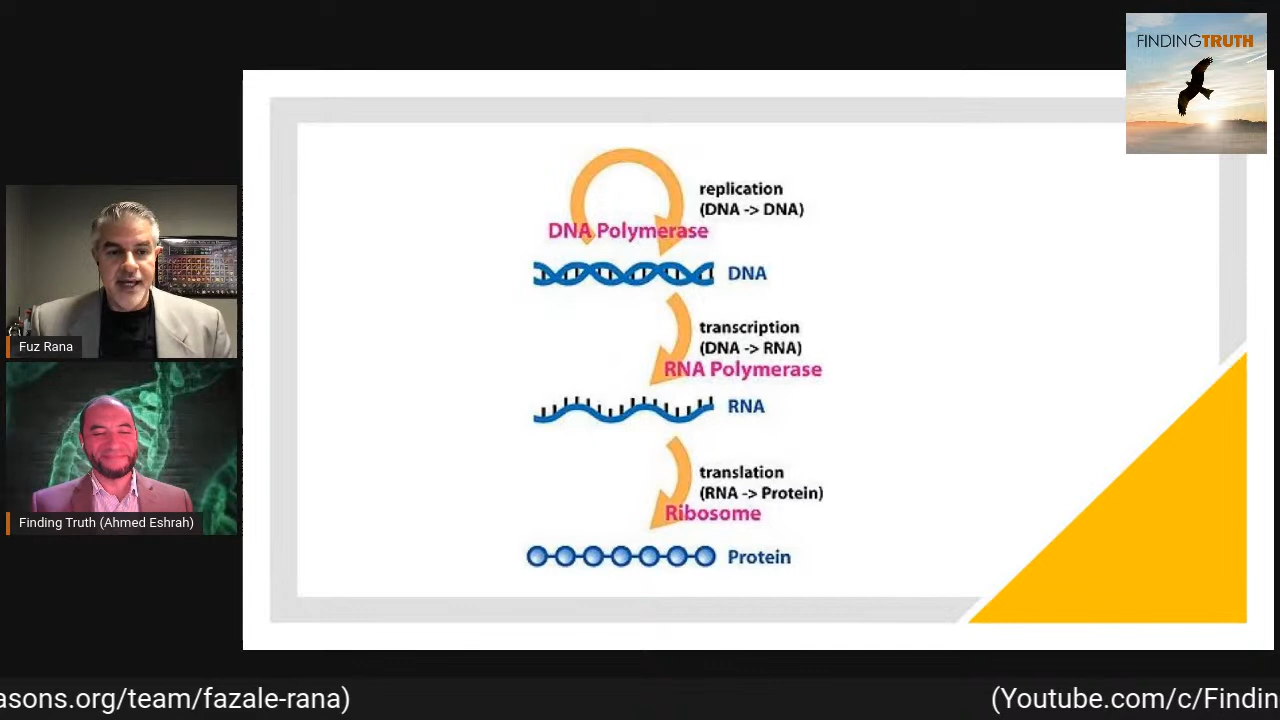 FINDINGTRUTH
replication
(DNA -> DNA)
DNA Polymerase
DNA
transcription
(DNA -> RNA)
RNA Polymerase
RNA
translation
(RNA -> Protein)
Ribosome
Protein
Fuz Rana
Finding Truth (Ahmed Eshrah)
asons.org/team/fazale-rana)
(Youtube.com/c/Findin